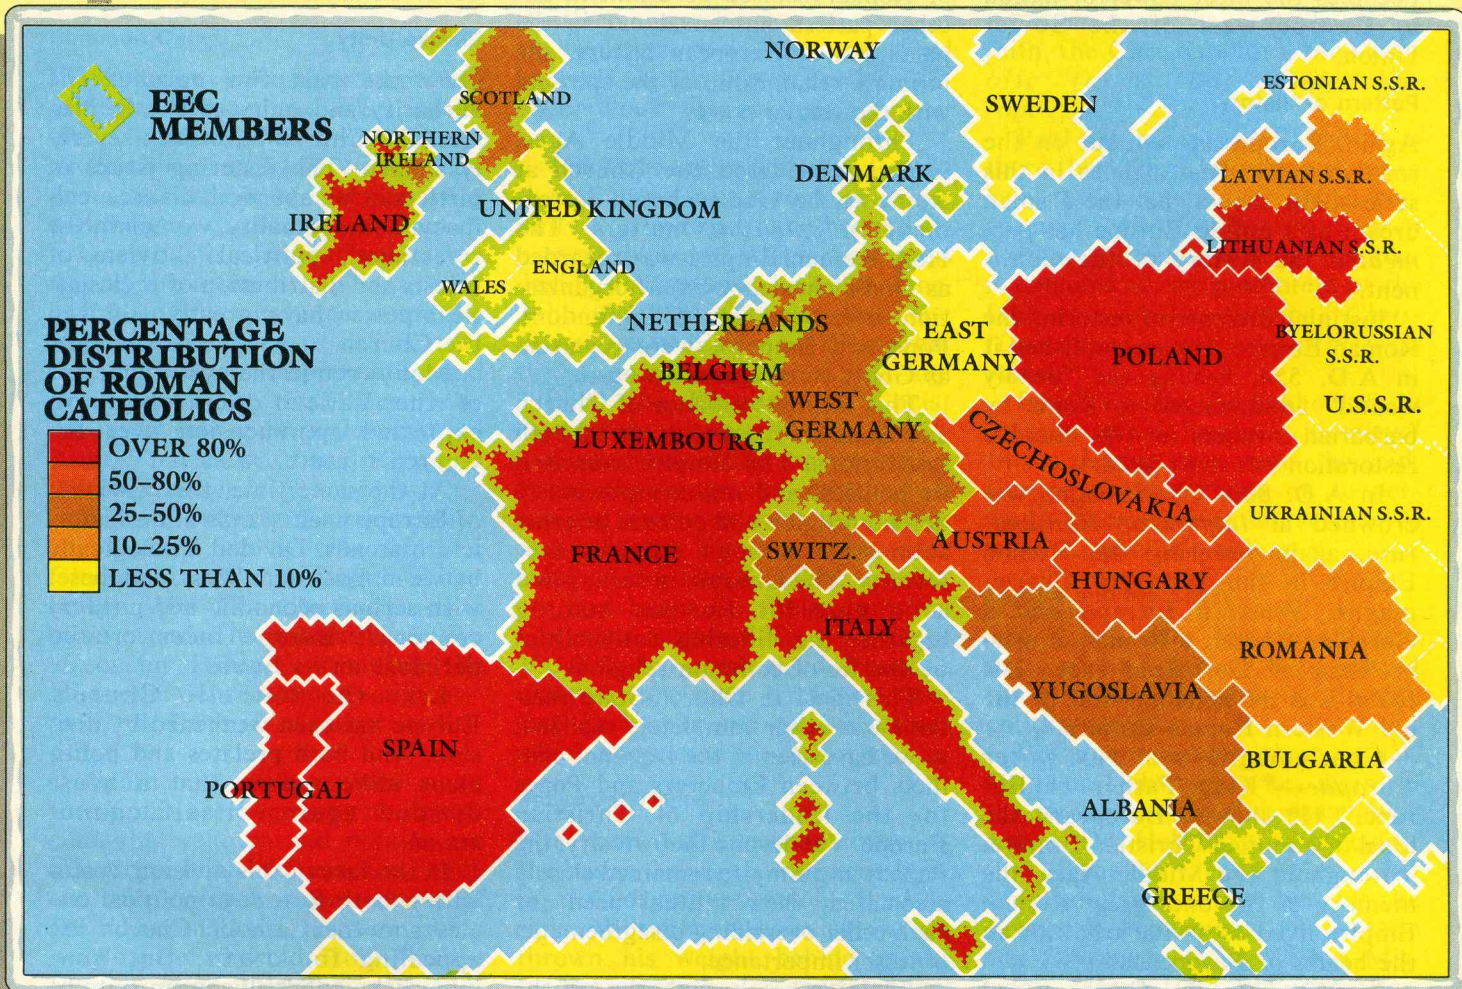 EEC
MEMBERS
NORWAY
SCOTLAND
SWEDEN
ESTONIAN S.S.R.
NORTHERN
IRELAND
DENMARK
LATVIAN S.S.R.
IRELAND
UNITED KINGDOM
LITHUANIAN S.S.R.
ENGLAND
WALES
PERCENTAGE
DISTRIBUTION
OF ROMAN
CATHOLICS
OVER 80%
50–80%
25–50%
10–25%
LESS THAN 10%
NETHERLANDS
EAST
GERMANY
POLAND
BYELORUSSIAN
S.S.R.
BELGIUM
WEST
GERMANY
U.S.S.R.
LUXEMBOURG
CZECHOSLOVAKIA
UKRAINIAN S.S.R.
FRANCE
SWITZ.
AUSTRIA
HUNGARY
ITALY
ROMANIA
YUGOSLAVIA
SPAIN
PORTUGAL
BULGARIA
ALBANIA
GREECE